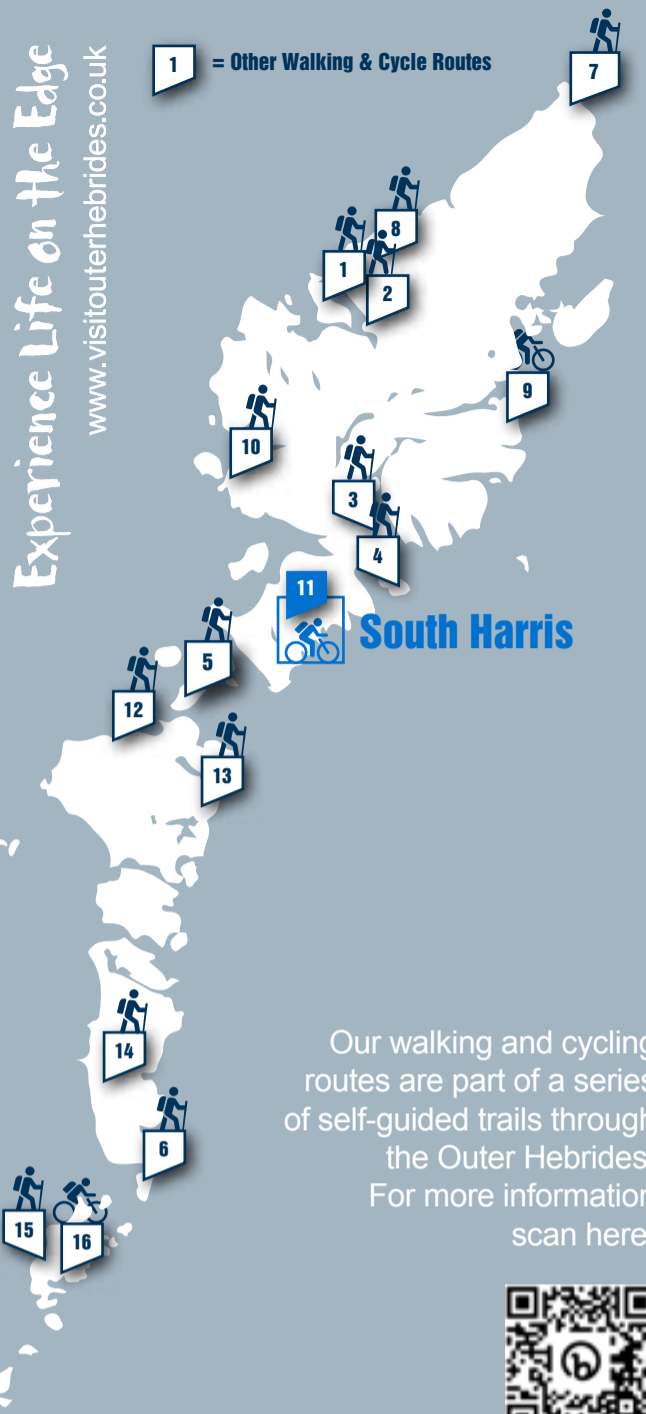 Experience Life on the Edge
www.visitouterhebrides.co.uk
1 = Other Walking & Cycle Routes
7
8
1
2
9
10
3
4
11
South Harris
5
12
13
14
6
15
16
Our walking and cycling
routes are part of a series
of self-guided trails through
the Outer Hebrides
For more information
scan here